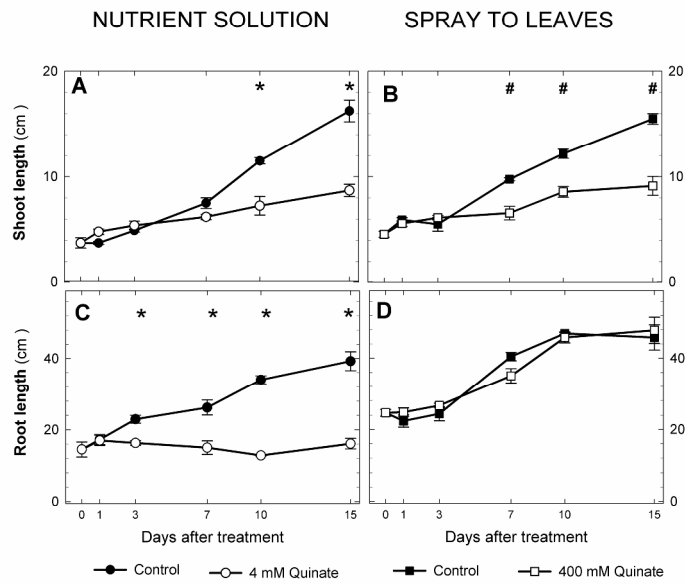 NUTRIENT SOLUTION SPRAY TO LEAVES
20 20
A * * B # # #
Shoot length (cm )
10 10
0 0
C * * * * D
Root length (cm )
40 40
20 20
0 0
0 1 3 7 10 15 0 1 3 7 10 15
Days after treatment Days after treatment
Control 4 mM Quinate Control 400 mM Quinate